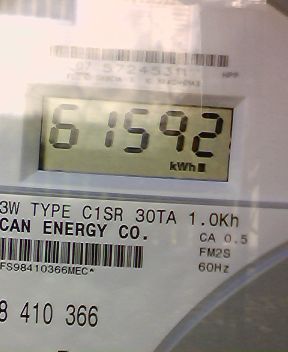 61592
kWh
3W TYPE C1SR 30TA 1.0Kh
CAN ENERGY CO.
CA 0.5
FM2S
60Hz
FS98410366MEC*
8 410 366